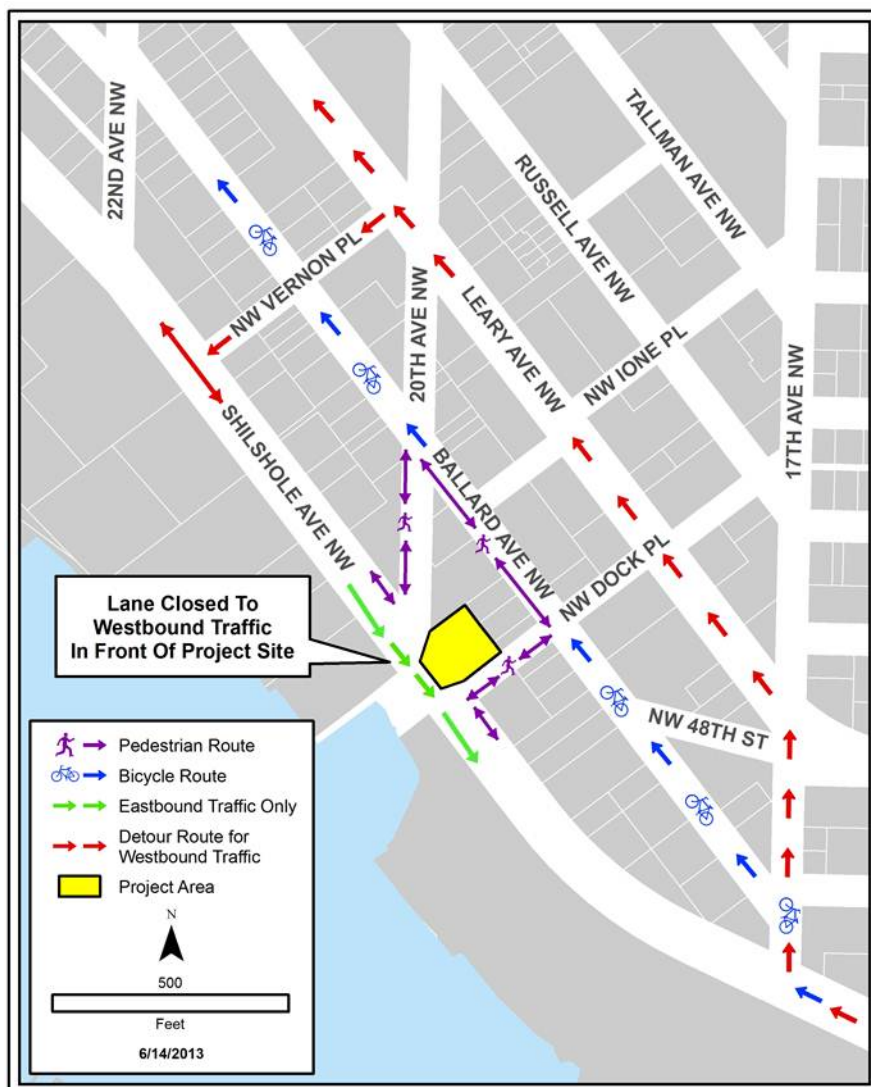 22ND AVE NW
TALLMAN AVE NW
RUSSELL AVE NW
NW VERNON PL
20TH AVE NW
LEARY AVE NW
NW IONE PL
17TH AVE NW
SHILSHOLE AVE NW
BALLARD AVE NW
NW DOCK PL
NW 48TH ST
Lane Closed To
Westbound Traffic
In Front Of Project Site
Pedestrian Route
Bicycle Route
Eastbound Traffic Only
Detour Route for
Westbound Traffic
Project Area
N
500
Feet
6/14/2013